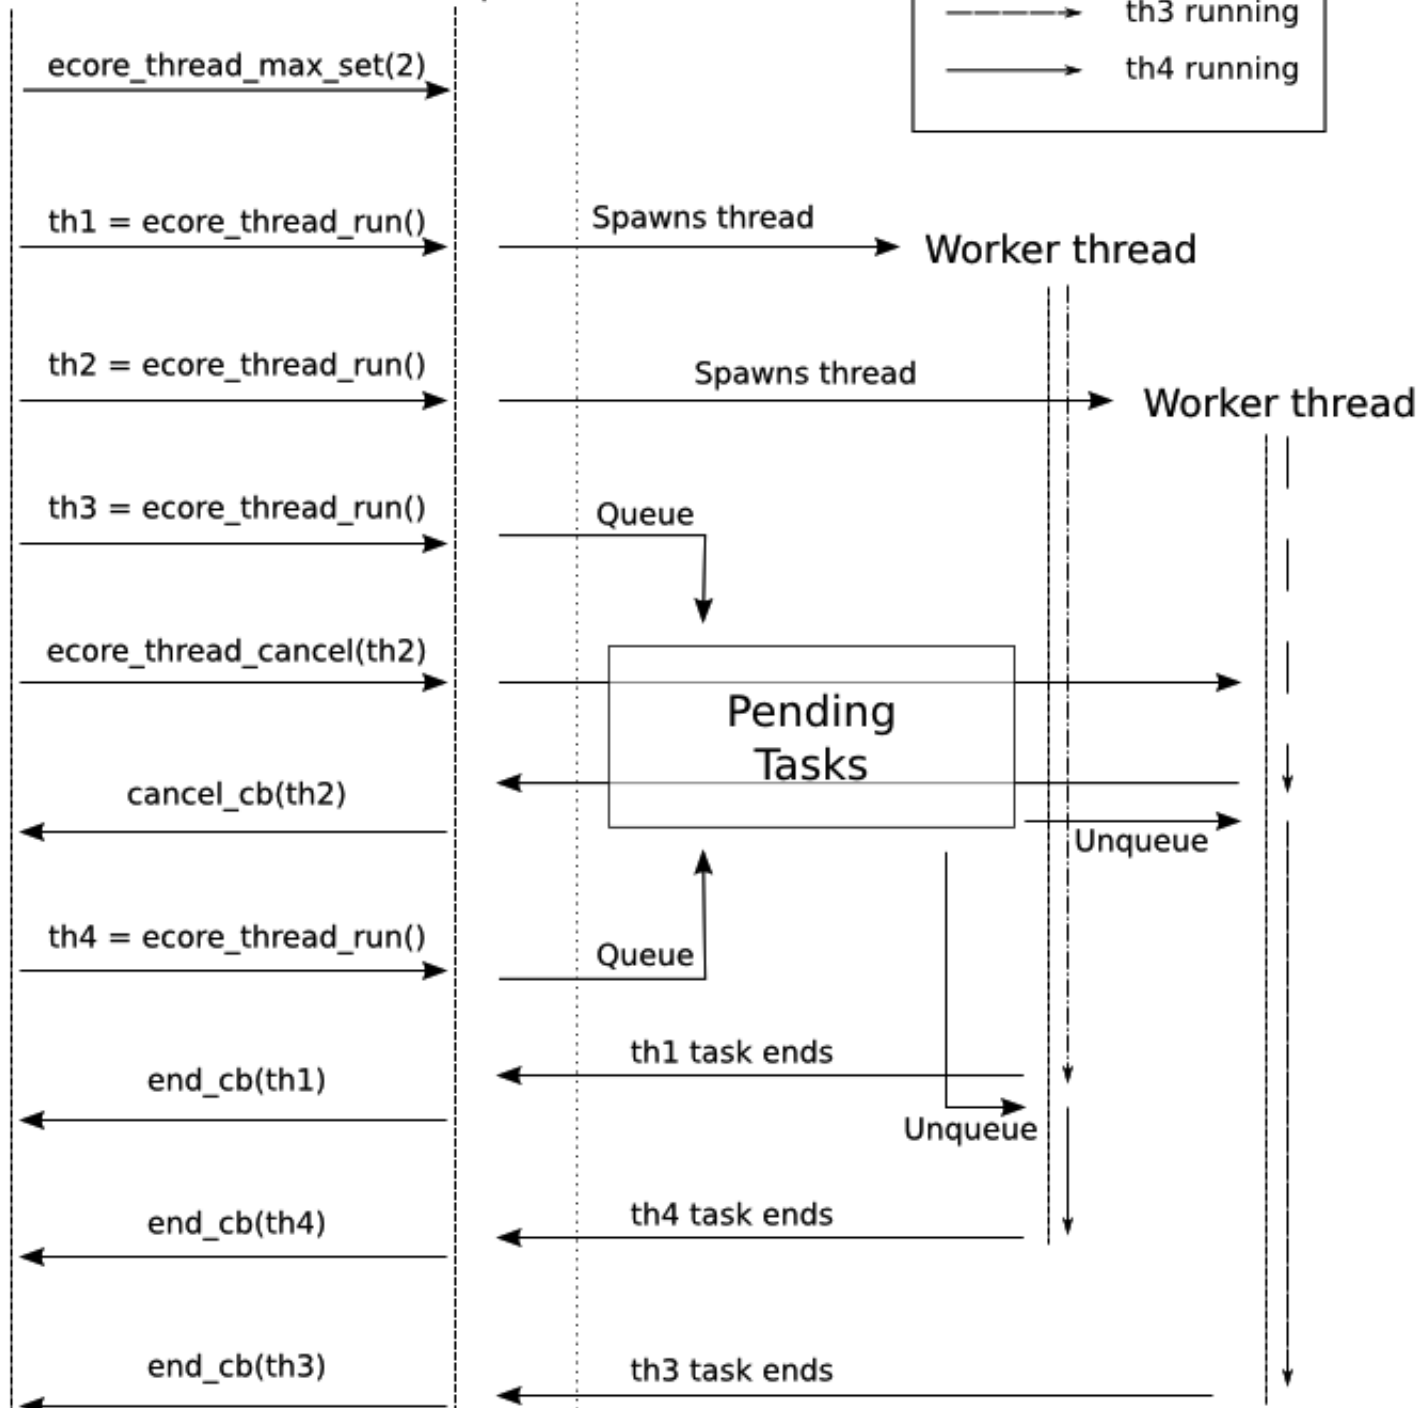 th3 running
ecore_thread_max_set(2)
th4 running
th1 = ecore_thread_run()
Spawns thread
Worker thread
th2 = ecore_thread_run()
Spawns thread
Worker thread
th3 = ecore_thread_run()
Queue
ecore_thread_cancel(th2)
Pending
Tasks
cancel_cb(th2)
Unqueue
th4 = ecore_thread_run()
Queue
th1 task ends
end_cb(th1)
Unqueue
th4 task ends
end_cb(th4)
th3 task ends
end_cb(th3)